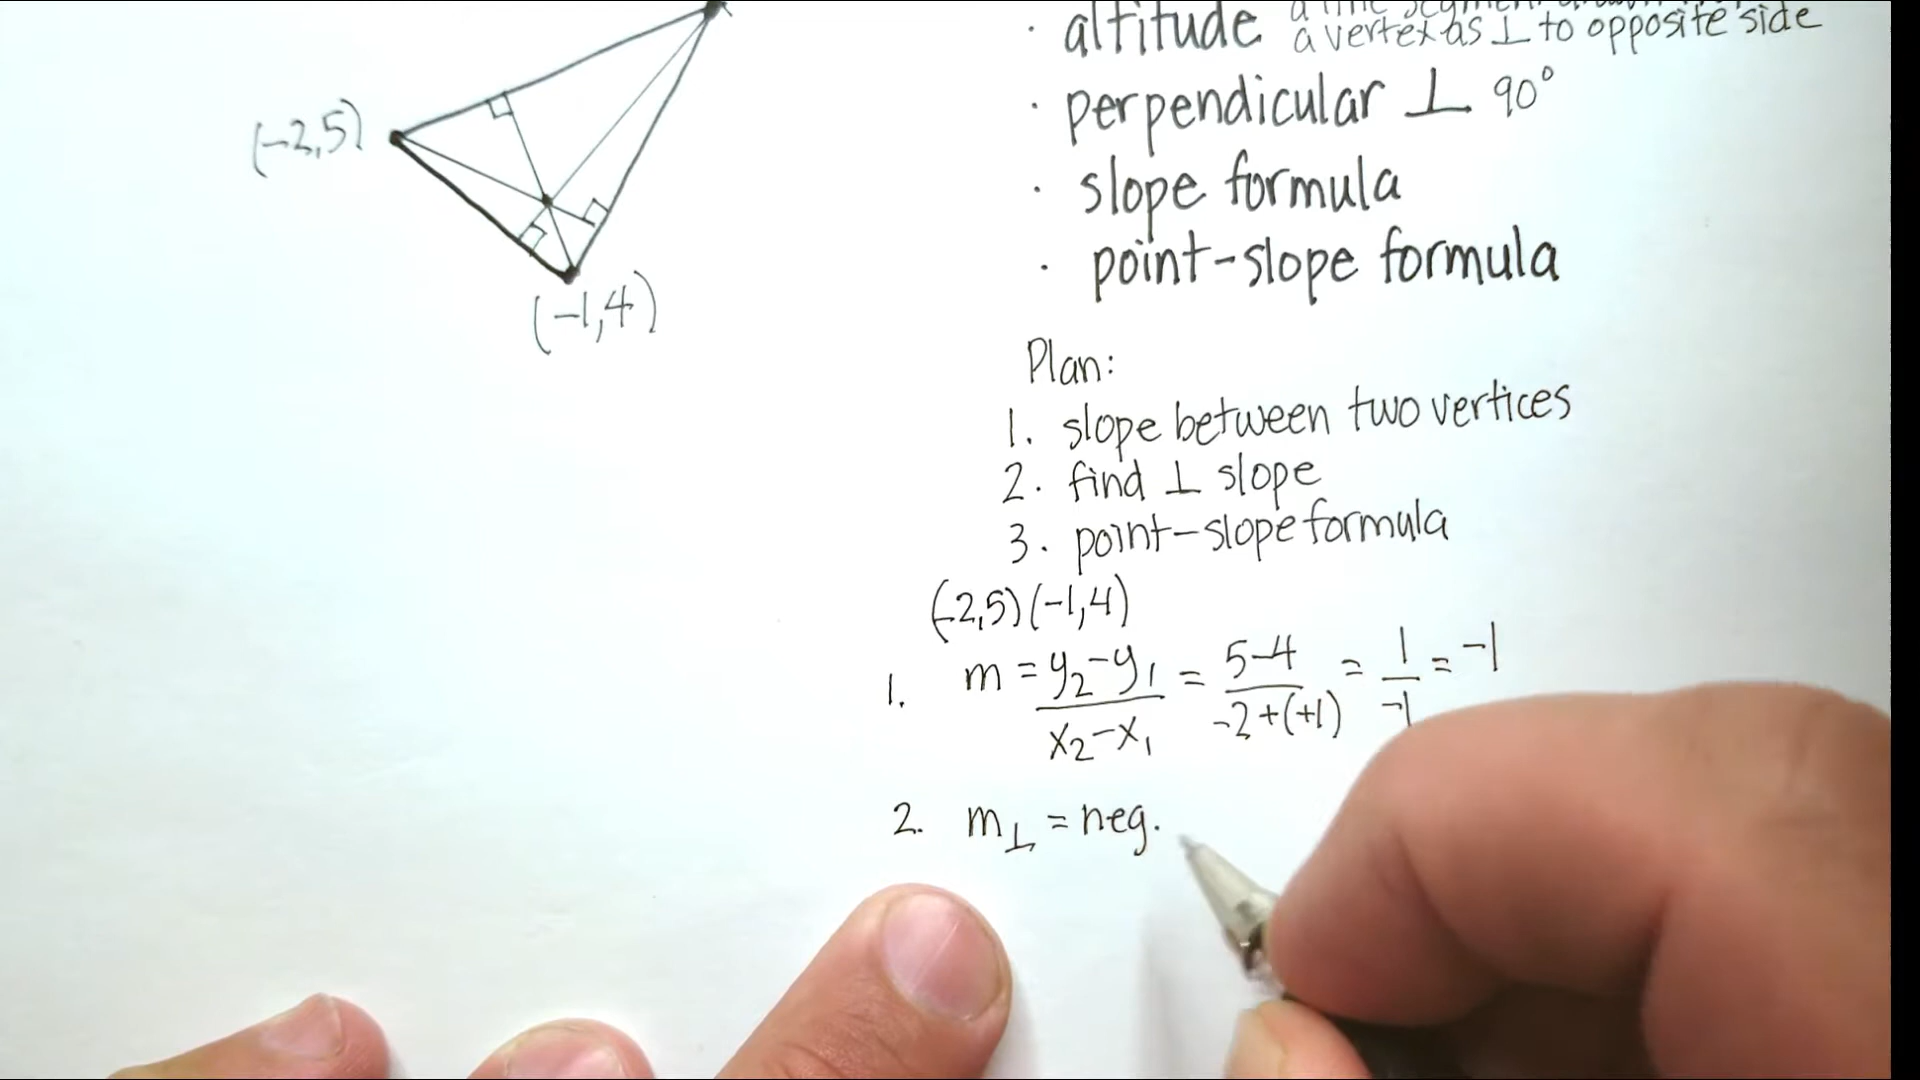 · altitude
a vertex as ⊥ to opposite side
· perpendicular ⊥ 90°
· slope formula
· point-slope formula
(-2,5)
(-1,4)
Plan:
1. slope between two vertices
2. find ⊥ slope
3. point-slope formula
(-2,5)(-1,4)
1. m = y₂-y₁/x₂-x₁ = 5-4/-2+(+1) = 1/-1 = -1
2. m⊥ = neg.